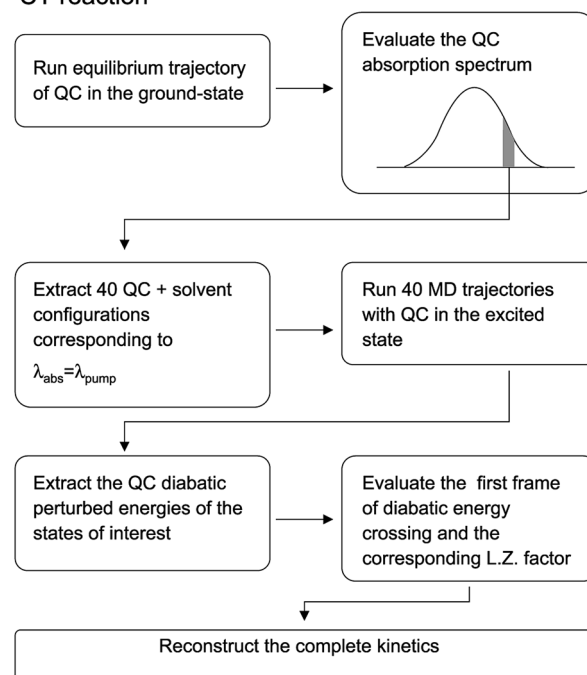 CT reaction
Run equilibrium trajectory
of QC in the ground-state
Evaluate the QC
absorption spectrum
Extract 40 QC + solvent
configurations
corresponding to
λabs=λpump
Run 40 MD trajectories
with QC in the excited
state
Extract the QC diabatic
perturbed energies of the
states of interest
Evaluate the first frame
of diabatic energy
crossing and the
corresponding L.Z. factor
Reconstruct the complete kinetics